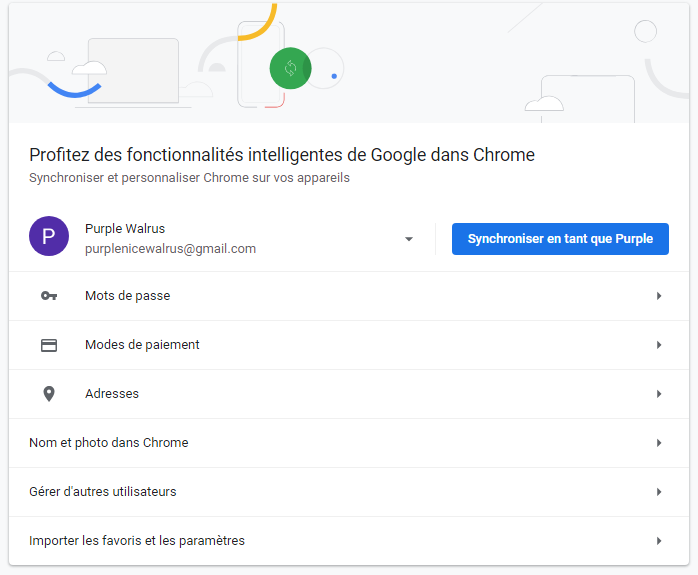 Profitez des fonctionnalités intelligentes de Google dans Chrome
Synchroniser et personnaliser Chrome sur vos appareils
P
Purple Walrus
purplenicewalrus@gmail.com
Synchroniser en tant que Purple
Mots de passe
Modes de paiement
Adresses
Nom et photo dans Chrome
Gérer d'autres utilisateurs
Importer les favoris et les paramètres